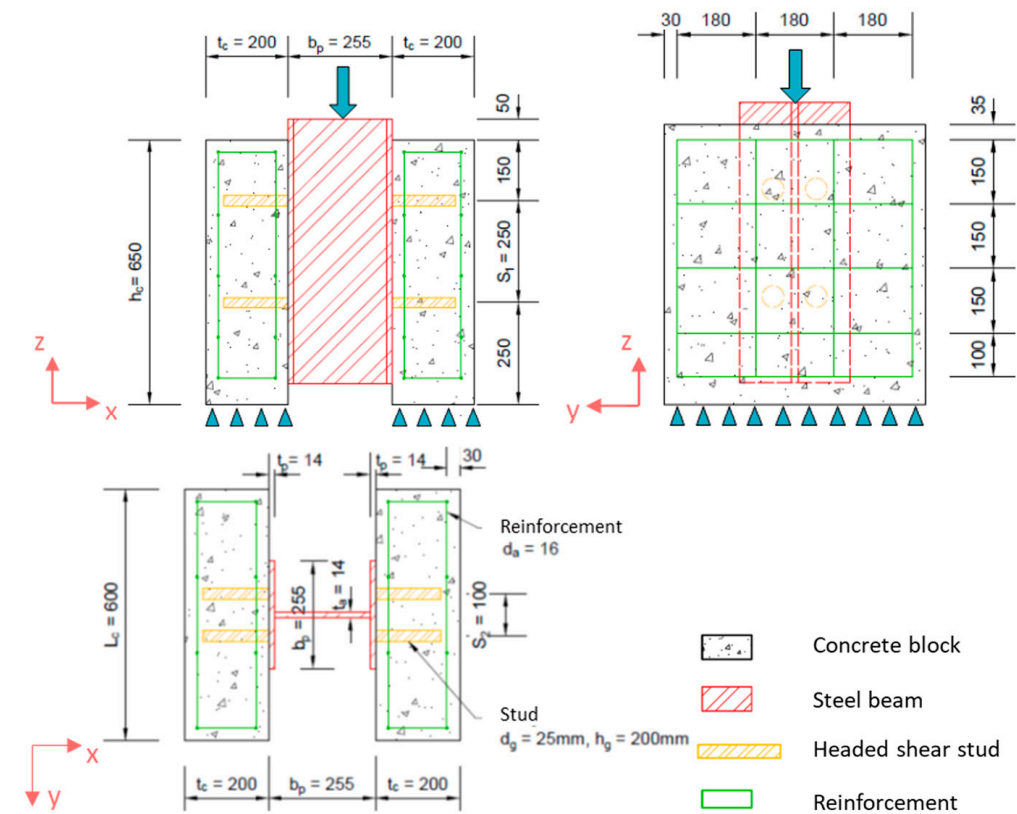 t_c = 200
b_p = 255
t_c = 200
50
150
S_1 = 250
250
h_c = 650
z
x
30
180
180
180
35
150
150
150
100
z
y
t_p = 14
t_p = 14
30
L_c = 600
b_p = 255
= 14
S_2 = 100
Reinforcement
d_a = 16
Stud
d_g = 25mm, h_g = 200mm
x
y
t_c = 200
b_p = 255
t_c = 200
Concrete block
Steel beam
Headed shear stud
Reinforcement